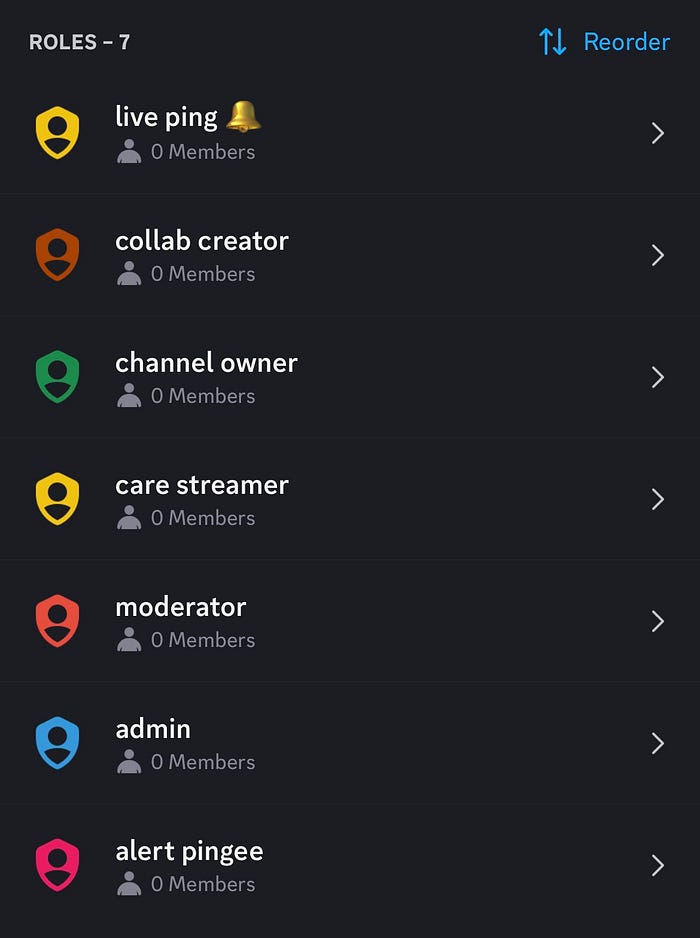 ROLES – 7
Reorder
live ping 🔔
0 Members
collab creator
0 Members
channel owner
0 Members
care streamer
0 Members
moderator
0 Members
admin
0 Members
alert pingee
0 Members